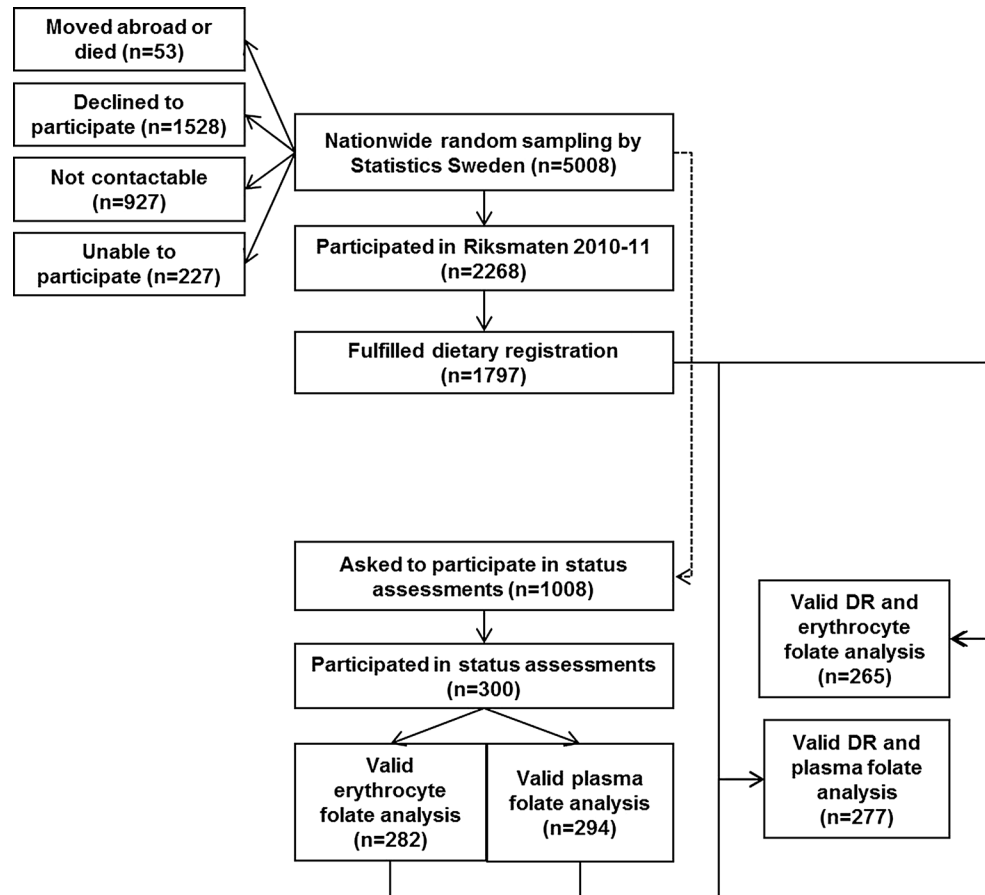 Moved abroad or
died (n=53)
Declined to
participate (n=1528)
Not contactable
(n=927)
Unable to
participate (n=227)
Nationwide random sampling by
Statistics Sweden (n=5008)
Participated in Riksmaten 2010-11
(n=2268)
Fulfilled dietary registration
(n=1797)
Asked to participate in status
assessments (n=1008)
Participated in status assessments
(n=300)
Valid
erythrocyte
folate analysis
(n=282)
Valid plasma
folate analysis
(n=294)
Valid DR and
erythrocyte
folate analysis
(n=265)
Valid DR and
plasma folate
analysis
(n=277)